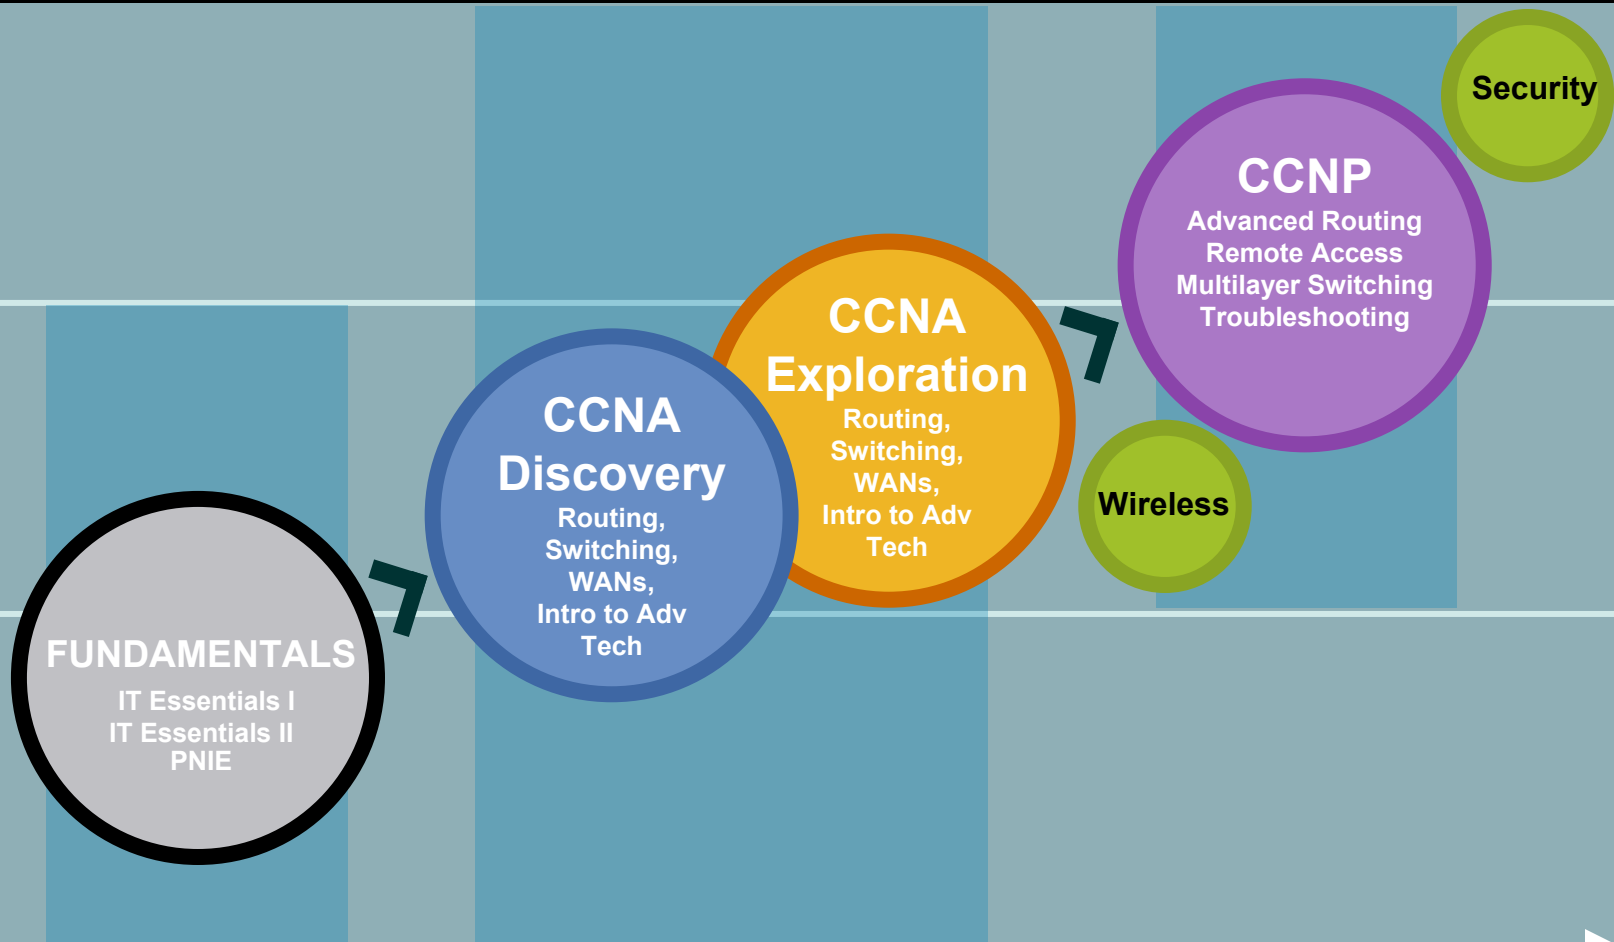 FUNDAMENTALS
IT Essentials I
IT Essentials II
PNIE
CCNA
Discovery
Routing,
Switching,
WANs,
Intro to Adv
Tech
CCNA
Exploration
Routing,
Switching,
WANs,
Intro to Adv
Tech
Wireless
CCNP
Advanced Routing
Remote Access
Multilayer Switching
Troubleshooting
Security